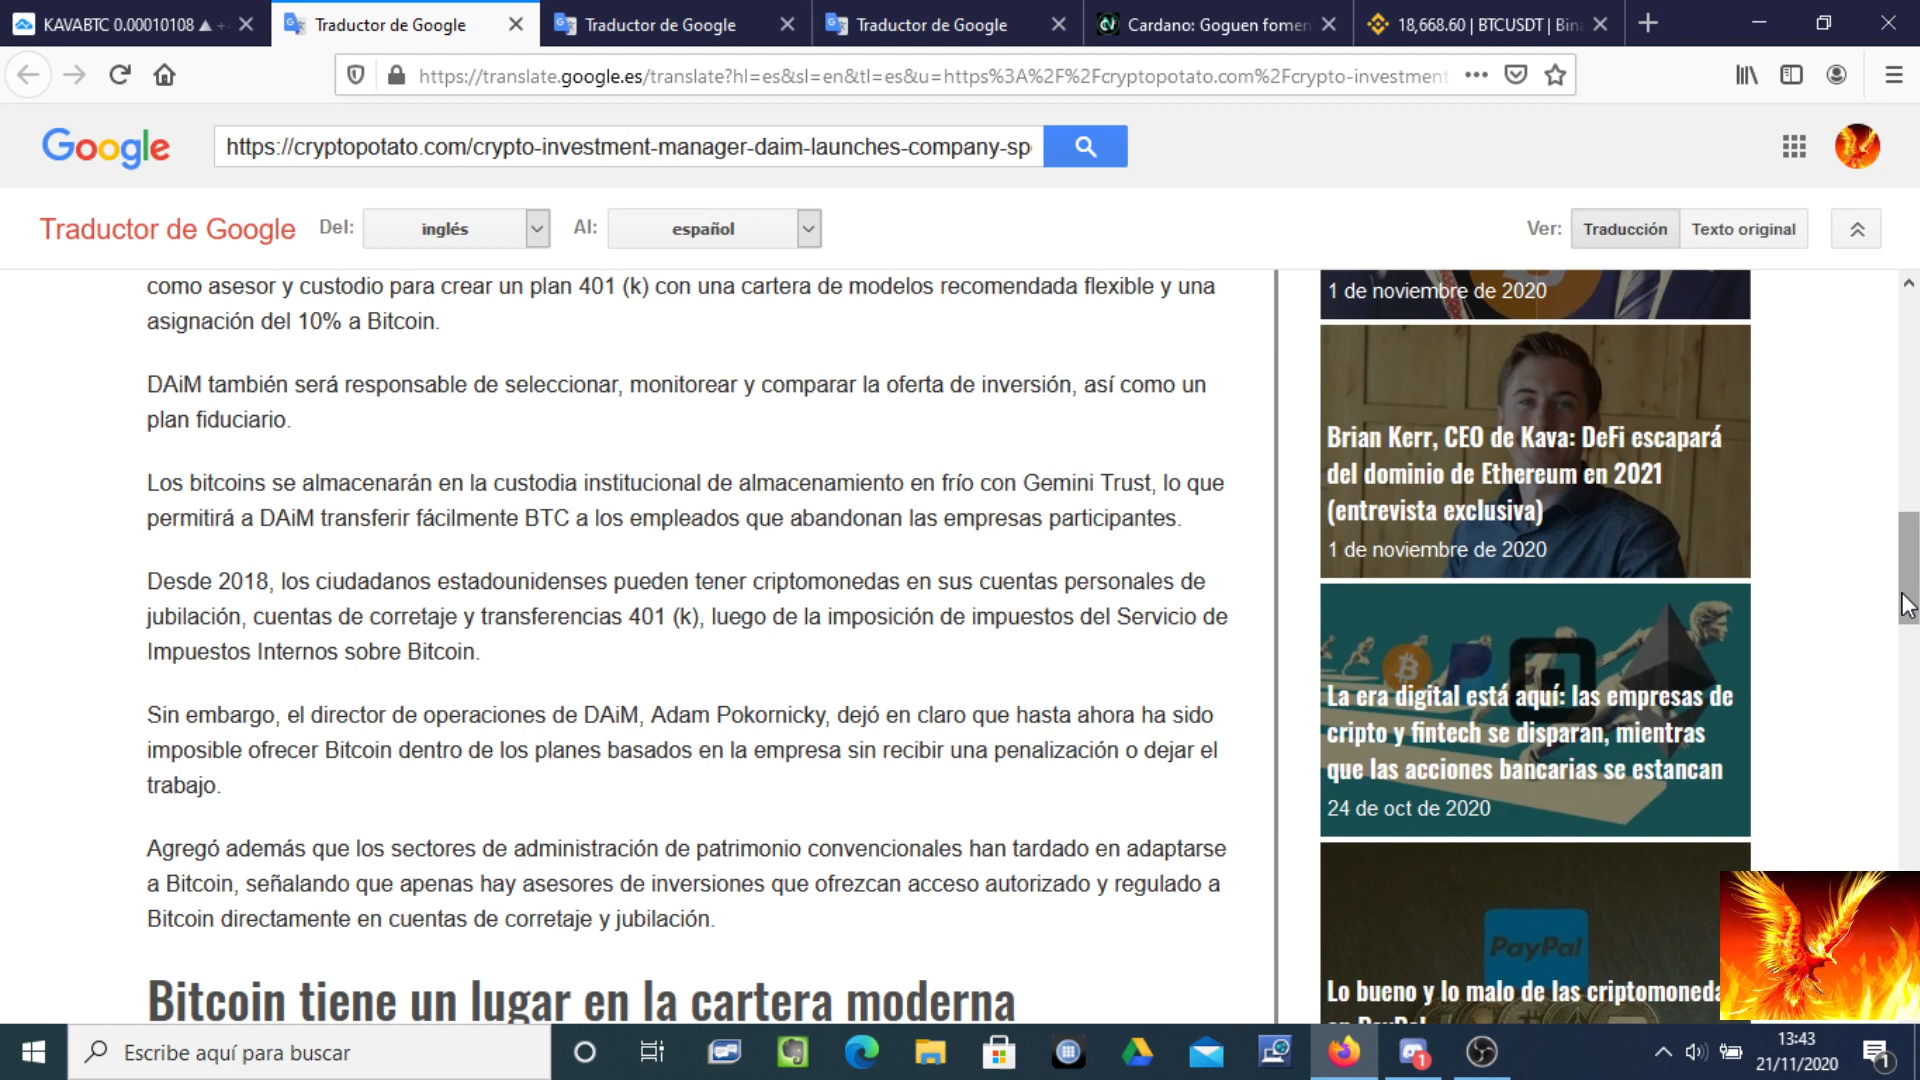 KAVABTC 0.00010108 ▲
Traductor de Google
Traductor de Google
Traductor de Google
Cardano: Goguen fomen
18,668.60 | BTCUSDT | Bin
https://translate.google.es/translate?hl=es&sl=en&tl=es&u=https%3A%2F%2Fcryptopotato.com%2Fcrypto-investment
Google
https://cryptopotato.com/crypto-investment-manager-daim-launches-company-sp
Traductor de Google
Del:
inglés
Al:
español
Ver:
Traducción
Texto original
como asesor y custodio para crear un plan 401 (k) con una cartera de modelos recomendada flexible y una
asignación del 10% a Bitcoin.
DAiM también será responsable de seleccionar, monitorear y comparar la oferta de inversión, así como un
plan fiduciario.
Los bitcoins se almacenarán en la custodia institucional de almacenamiento en frío con Gemini Trust, lo que
permitirá a DAiM transferir fácilmente BTC a los empleados que abandonan las empresas participantes.
Desde 2018, los ciudadanos estadounidenses pueden tener criptomonedas en sus cuentas personales de
jubilación, cuentas de corretaje y transferencias 401 (k), luego de la imposición de impuestos del Servicio de
Impuestos Internos sobre Bitcoin.
Sin embargo, el director de operaciones de DAiM, Adam Pokornicky, dejó en claro que hasta ahora ha sido
imposible ofrecer Bitcoin dentro de los planes basados en la empresa sin recibir una penalización o dejar el
trabajo.
Agregó además que los sectores de administración de patrimonio convencionales han tardado en adaptarse
a Bitcoin, señalando que apenas hay asesores de inversiones que ofrezcan acceso autorizado y regulado a
Bitcoin directamente en cuentas de corretaje y jubilación.
Bitcoin tiene un lugar en la cartera moderna
1 de noviembre de 2020
Brian Kerr, CEO de Kava: DeFi escapará
del dominio de Ethereum en 2021
(entrevista exclusiva)
1 de noviembre de 2020
La era digital está aquí: las empresas de
cripto y fintech se disparan, mientras
que las acciones bancarias se estancan
24 de oct de 2020
PayPal
Lo bueno y lo malo de las criptomoneda
en PayPal
Escribe aquí para buscar
1
13:43
21/11/2020
1